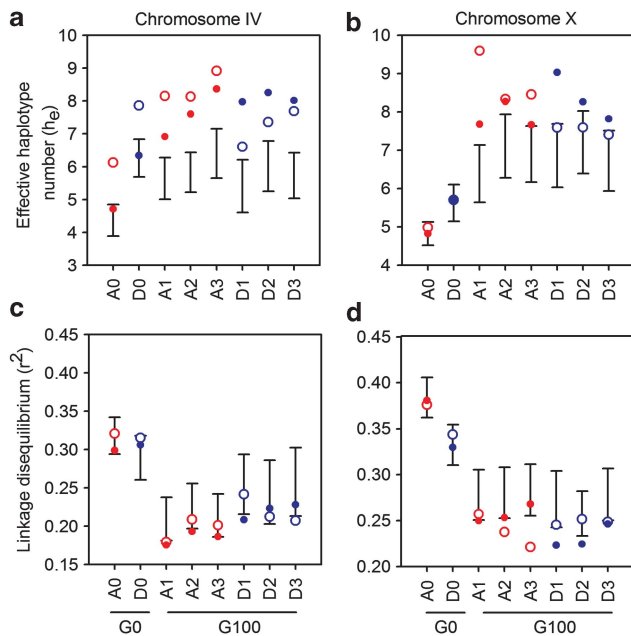 a
Chromosome IV
Effective haplotype
number (he)
10
9
8
7
6
5
4
3
A0 D0 A1 A2 A3 D1 D2 D3
b
Chromosome X
10
9
8
7
6
5
4
A0 D0 A1 A2 A3 D1 D2 D3
c
Linkage disequilibrium (r2)
0.45
0.40
0.35
0.30
0.25
0.20
0.15
A0 D0 A1 A2 A3 D1 D2 D3
G0 G100
d
0.45
0.40
0.35
0.30
0.25
0.20
A0 D0 A1 A2 A3 D1 D2 D3
G0 G100